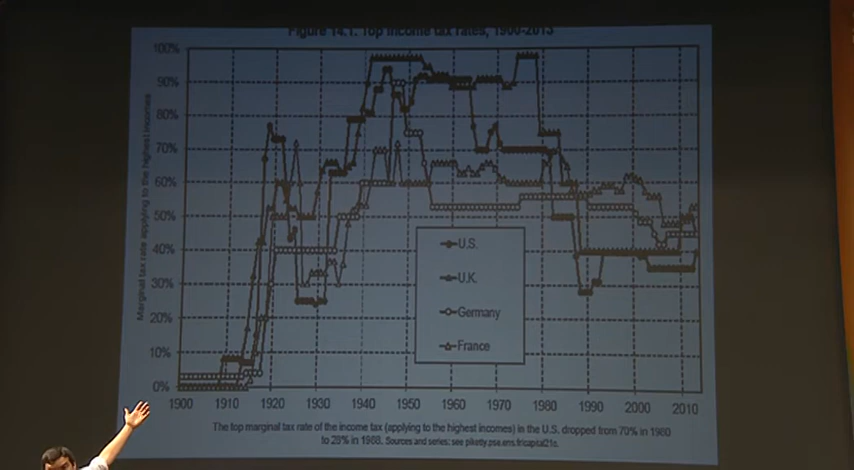 Figure 14.1. Top income tax rates, 1900-2013
Marginal tax rate applying to the highest incomes
100%
90%
80%
70%
60%
50%
40%
30%
20%
10%
0%
U.S.
U.K.
Germany
France
1900 1910 1920 1930 1940 1950 1960 1970 1980 1990 2000 2010
The top marginal tax rate of the income tax (applying to the highest incomes) in the U.S. dropped from 70% in 1980
to 28% in 1988. Sources and series: see piketty.pse.ens.fr/capital21c.